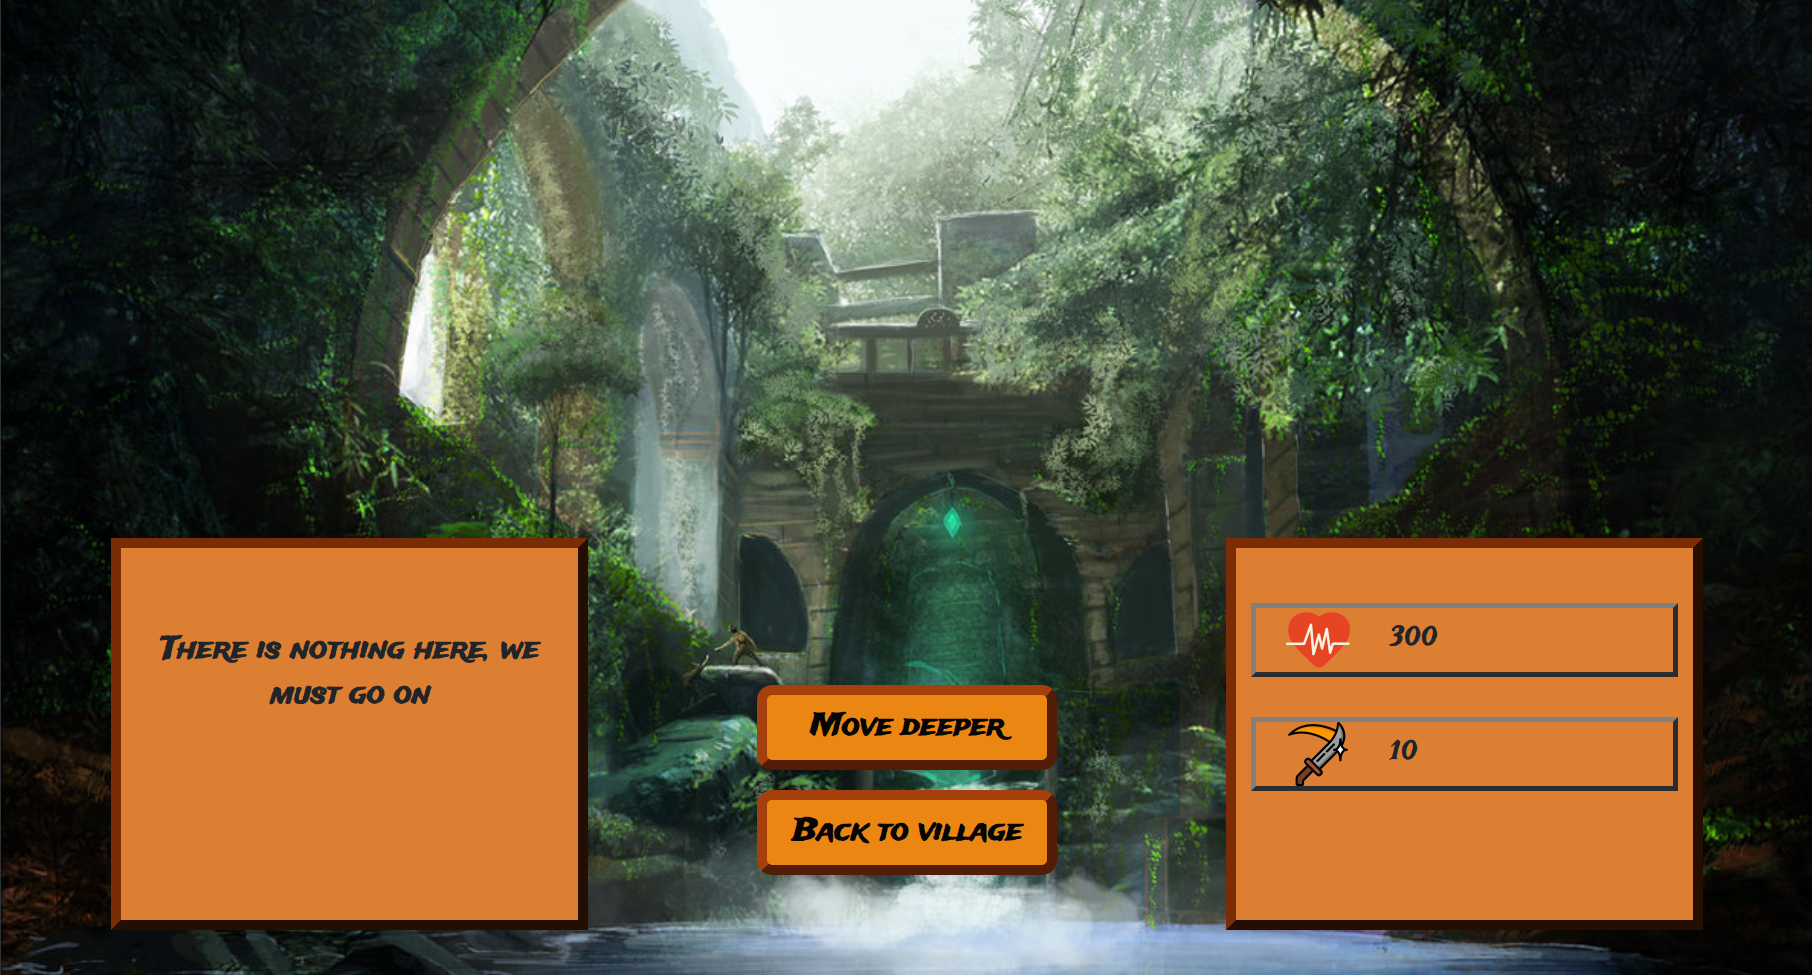 There is nothing here, we
must go on
Move deeper
Back to village
300
10